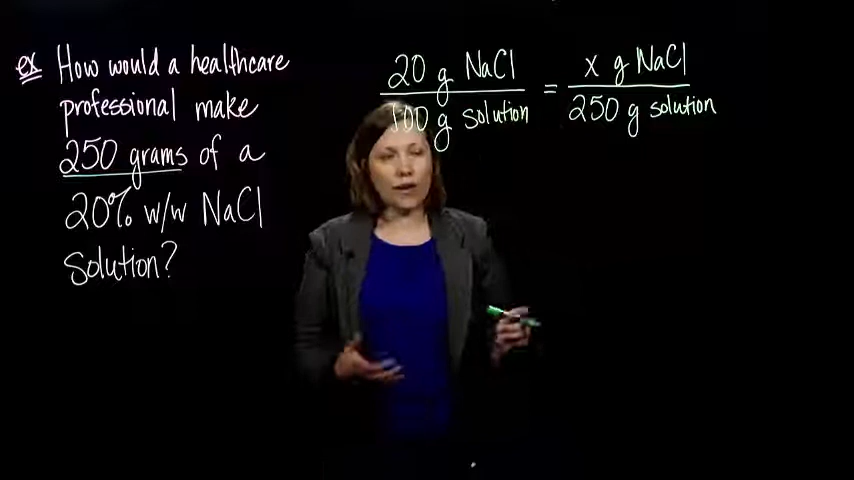 ex How would a healthcare
professional make
250 grams of a
20% w/w NaCl
solution?
20 g NaCl
100 g solution
=
x g NaCl
250 g solution